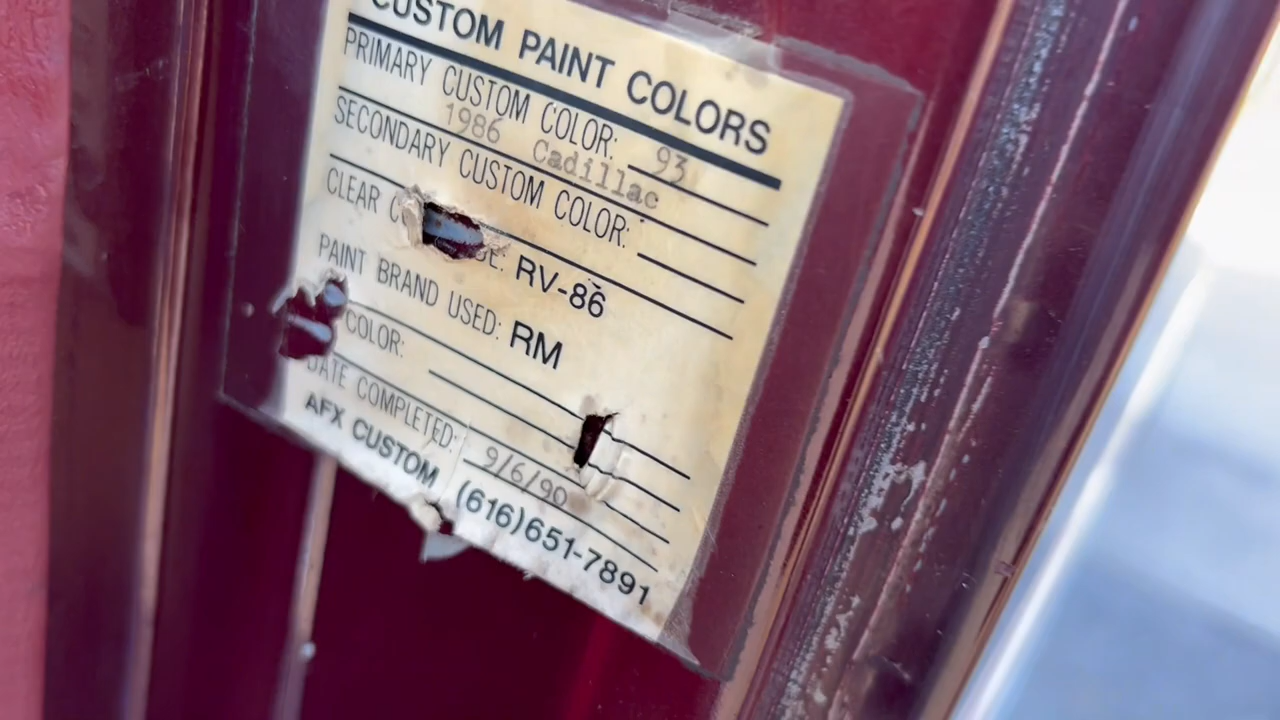 CUSTOM PAINT COLORS
PRIMARY CUSTOM COLOR: 93
1986 Cadillac
SECONDARY CUSTOM COLOR:
CLEAR RV-86
PAINT BRAND USED: RM
COLOR:
DATE COMPLETED: 9/6/90
AFX CUSTOM (616)651-7891